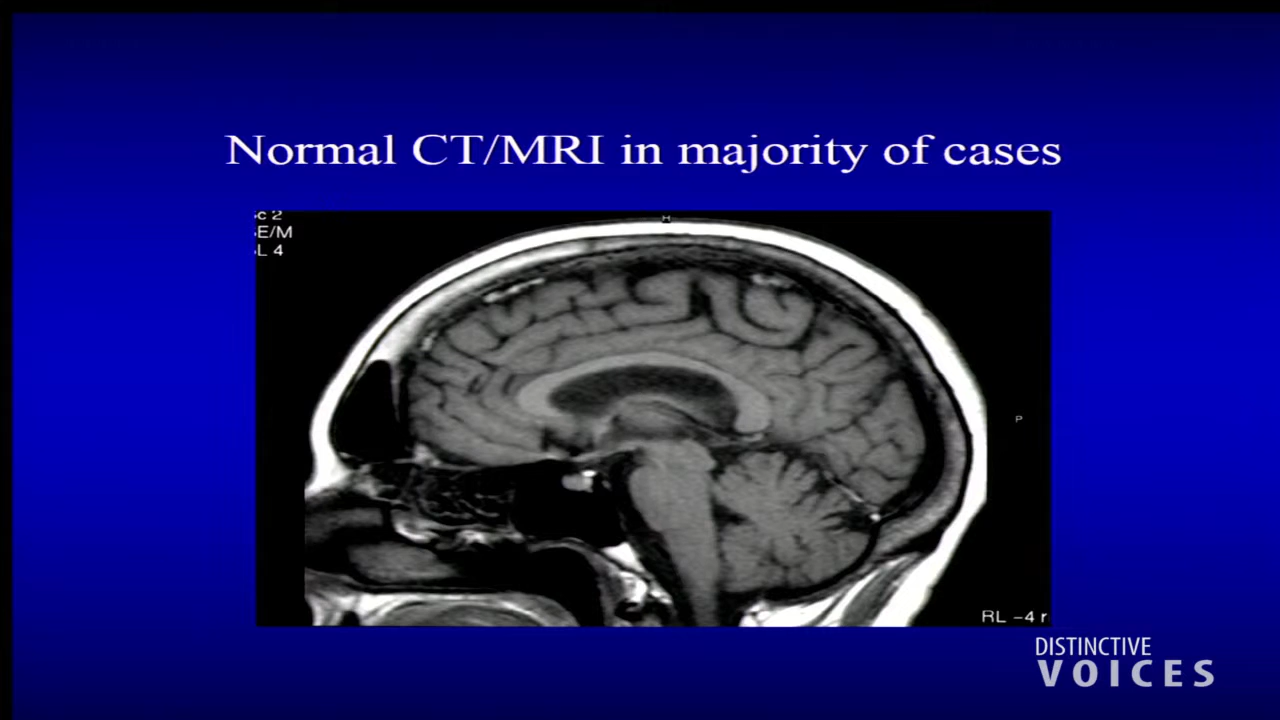 Normal CT/MRI in majority of cases
H
E/M
L 4
P
RL -4 r
DISTINCTIVE
VOICES